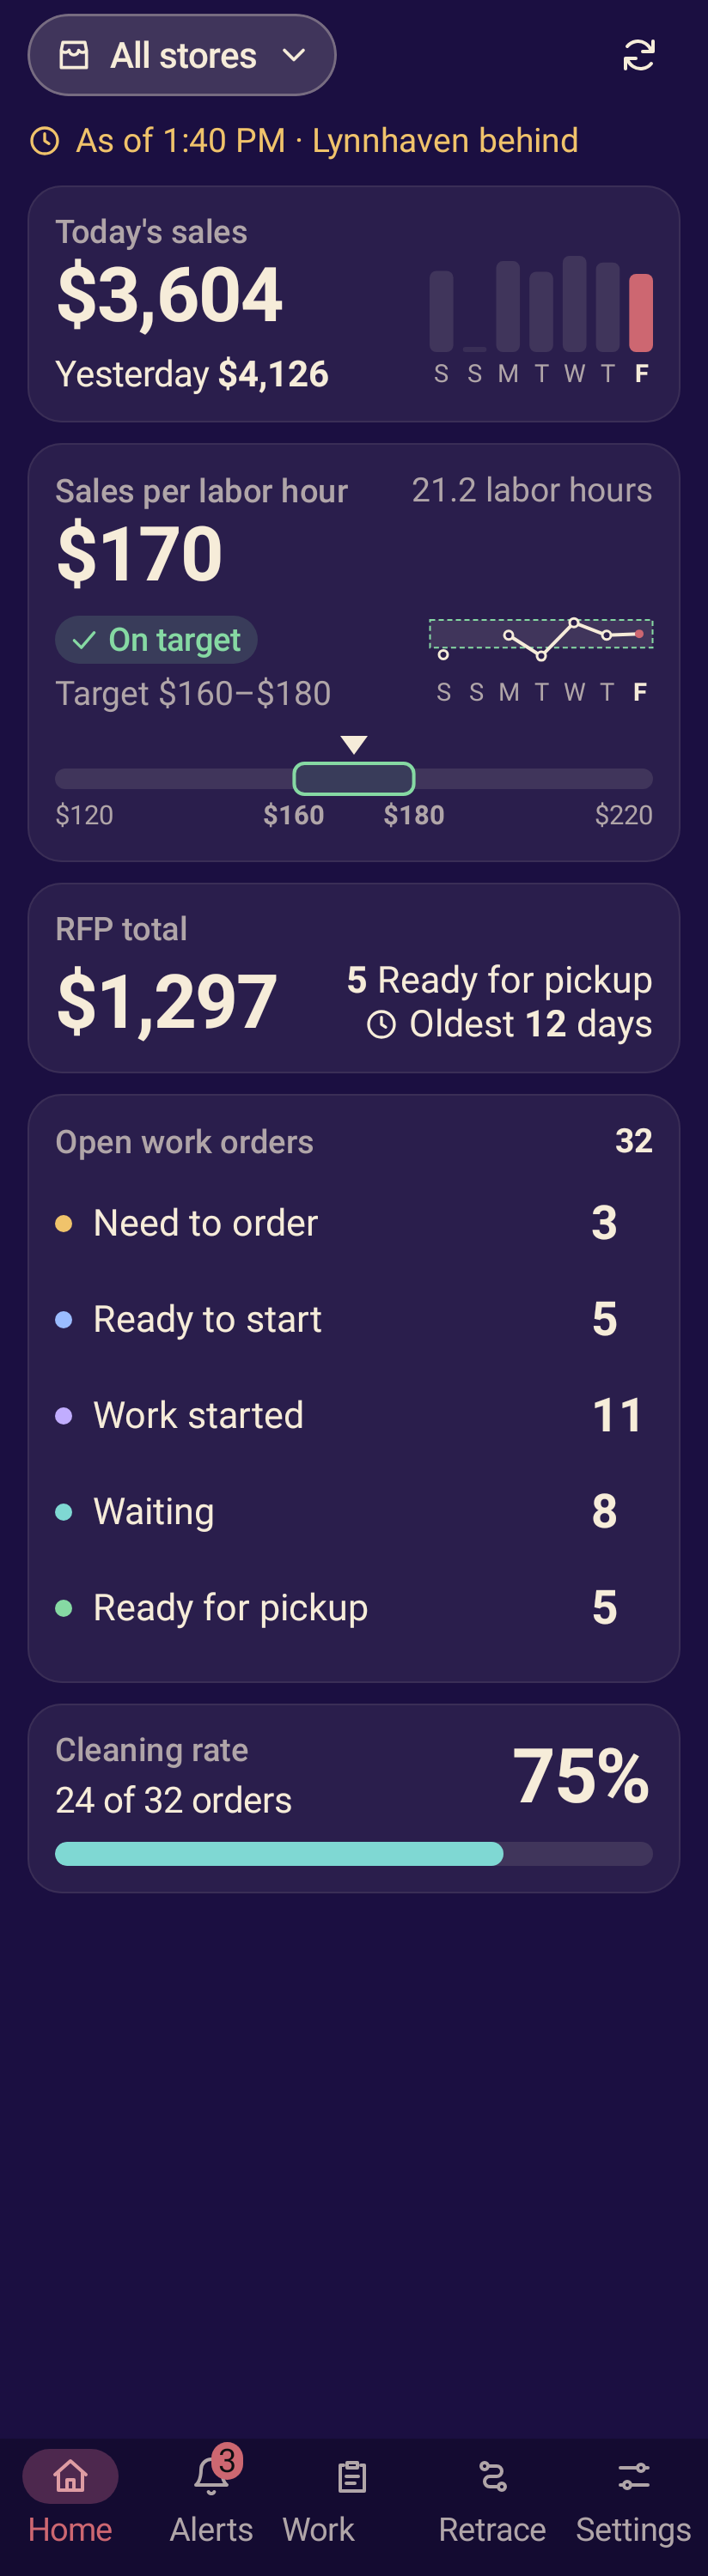 All stores
As of 1:40 PM · Lynnhaven behind
Today's sales
$3,604
Yesterday $4,126
S S M T W T F
Sales per labor hour 21.2 labor hours
$170
On target
Target $160–$180
S S M T W T F
$120 $160 $180 $220
RFP total
$1,297
5 Ready for pickup
Oldest 12 days
Open work orders 32
Need to order 3
Ready to start 5
Work started 11
Waiting 8
Ready for pickup 5
Cleaning rate
24 of 32 orders
75%
3
Home Alerts Work Retrace Settings